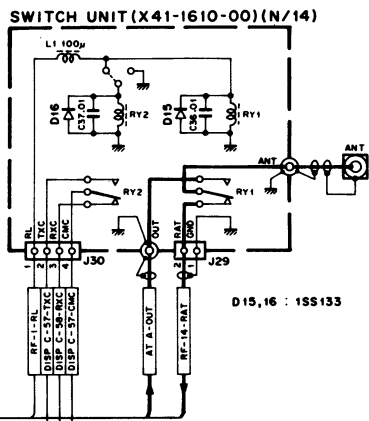 SWITCH UNIT (X41-1610-00) (N/14)
L1 100μ
D16
C37 .01
RY2
D15
C36 .01
RY1
ANT
ANT
RY2
RY1
RL
TXC
RXC
CMC
OUT
RAT
GND
1
2
3
4
J30
2
1
J29
RF-1-RL
DISP C-57-TXC
DISP C-58-RXC
DISP C-57-CMC
AT A-OUT
RF-14-RAT
D15,16 : 1SS133